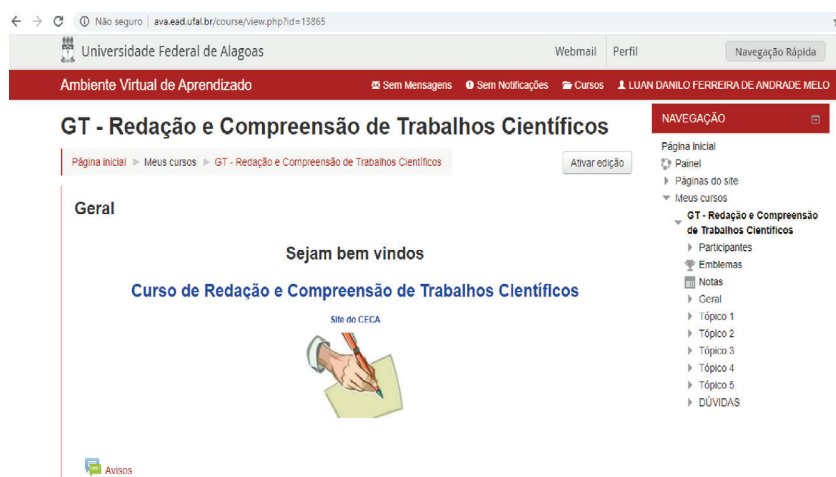 Não seguro | ava.ead.ufal.br/course/view.php?id=13865
Universidade Federal de Alagoas
Webmail
Perfil
Navegação Rápida
Ambiente Virtual de Aprendizado
Sem Mensagens
Sem Notificações
Cursos
LUAN DANILO FERREIRA DE ANDRADE MELO
GT - Redação e Compreensão de Trabalhos Científicos
Página inicial
Meus cursos
GT - Redação e Compreensão de Trabalhos Científicos
Ativar edição
Geral
Sejam bem vindos
Curso de Redação e Compreensão de Trabalhos Científicos
Site do CECA
Avisos
NAVEGAÇÃO
Página inicial
Painel
Páginas do site
Meus cursos
GT - Redação e Compreensão
de Trabalhos Científicos
Participantes
Emblemas
Notas
Geral
Tópico 1
Tópico 2
Tópico 3
Tópico 4
Tópico 5
DÚVIDAS